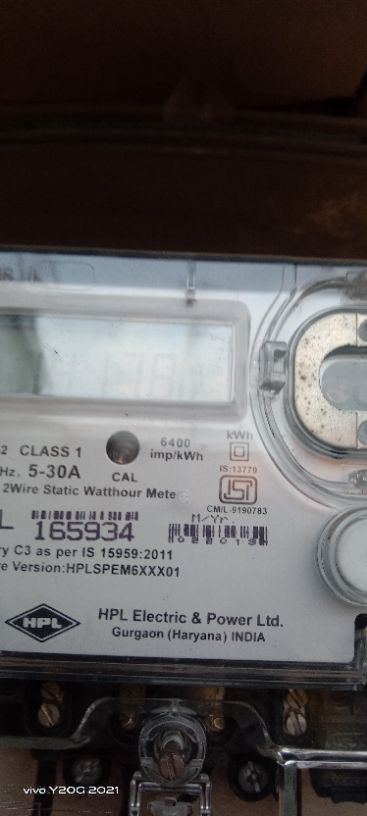 2 CLASS 1
6400
imp/kWh
kWh
Hz. 5-30A
CAL
IS:13779
2Wire Static Watthour Mete
CM/L-9190783
L 165934
M/Yr.
ry C3 as per IS 15959:2011
re Version:HPLSPEM6XXX01
HPL
HPL Electric & Power Ltd.
Gurgaon (Haryana) INDIA
vivo Y20G 2021